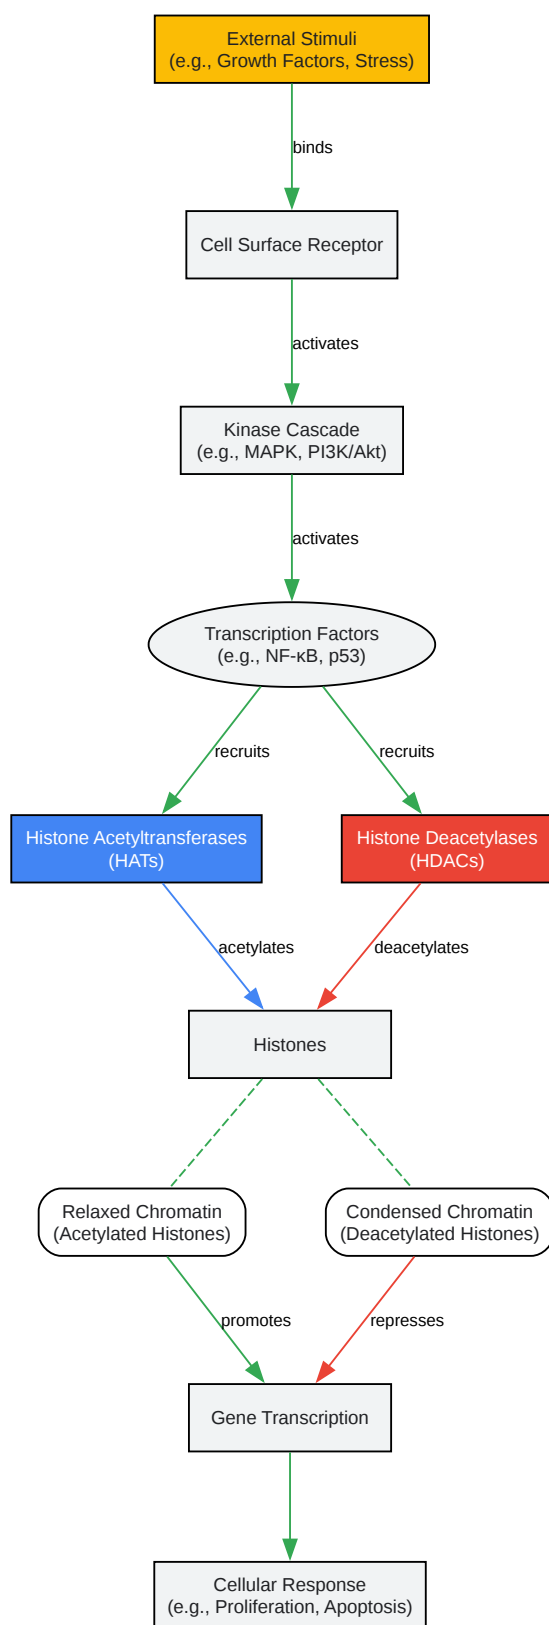 External Stimuli
(e.g., Growth Factors, Stress)
binds
Cell Surface Receptor
activates
Kinase Cascade
(e.g., MAPK, PI3K/Akt)
activates
Transcription Factors
(e.g., NF-κB, p53)
recruits
recruits
Histone Acetyltransferases
(HATs)
Histone Deacetylases
(HDACs)
acetylates
deacetylates
Histones
Relaxed Chromatin
(Acetylated Histones)
Condensed Chromatin
(Deacetylated Histones)
promotes
represses
Gene Transcription
Cellular Response
(e.g., Proliferation, Apoptosis)